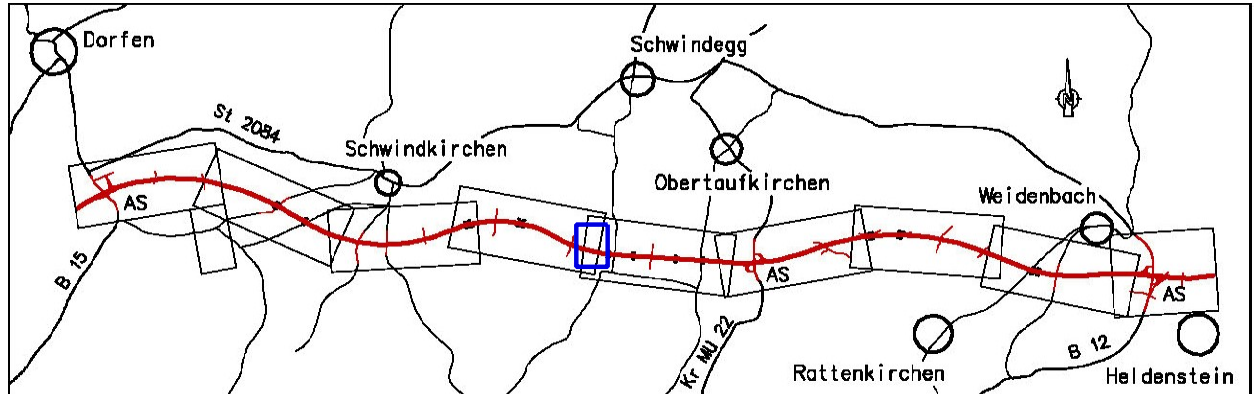 Dorfen
Schwindegg
St 2084
Schwindkirchen
Obertaufkirchen
Weidenbach
AS
B 15
AS
AS
Kr MÜ 22
B 12
Rattenkirchen
Heldenstein
N